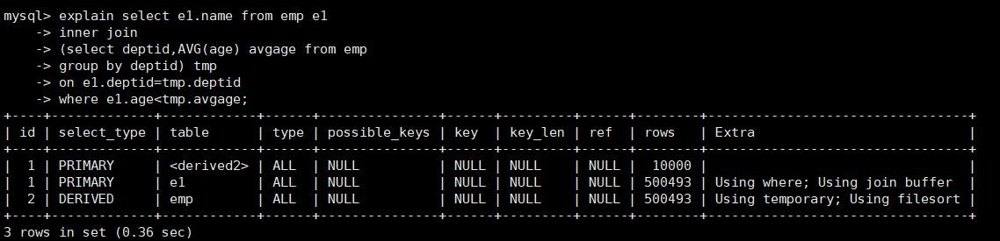 mysql> explain select e1.name from emp e1
    -> inner join
    -> (select deptid,AVG(age) avgage from emp
    -> group by deptid) tmp
    -> on e1.deptid=tmp.deptid
    -> where e1.age<tmp.avgage;
+----+-------------+------------+------+---------------+------+---------+------+--------+---------------------------------+
| id | select_type | table      | type | possible_keys | key  | key_len | ref  | rows   | Extra                           |
+----+-------------+------------+------+---------------+------+---------+------+--------+---------------------------------+
|  1 | PRIMARY     | <derived2> | ALL  | NULL          | NULL | NULL    | NULL |  10000 |                                 |
|  1 | PRIMARY     | e1         | ALL  | NULL          | NULL | NULL    | NULL | 500493 | Using where; Using join buffer  |
|  2 | DERIVED     | emp        | ALL  | NULL          | NULL | NULL    | NULL | 500493 | Using temporary; Using filesort |
+----+-------------+------------+------+---------------+------+---------+------+--------+---------------------------------+
3 rows in set (0.36 sec)